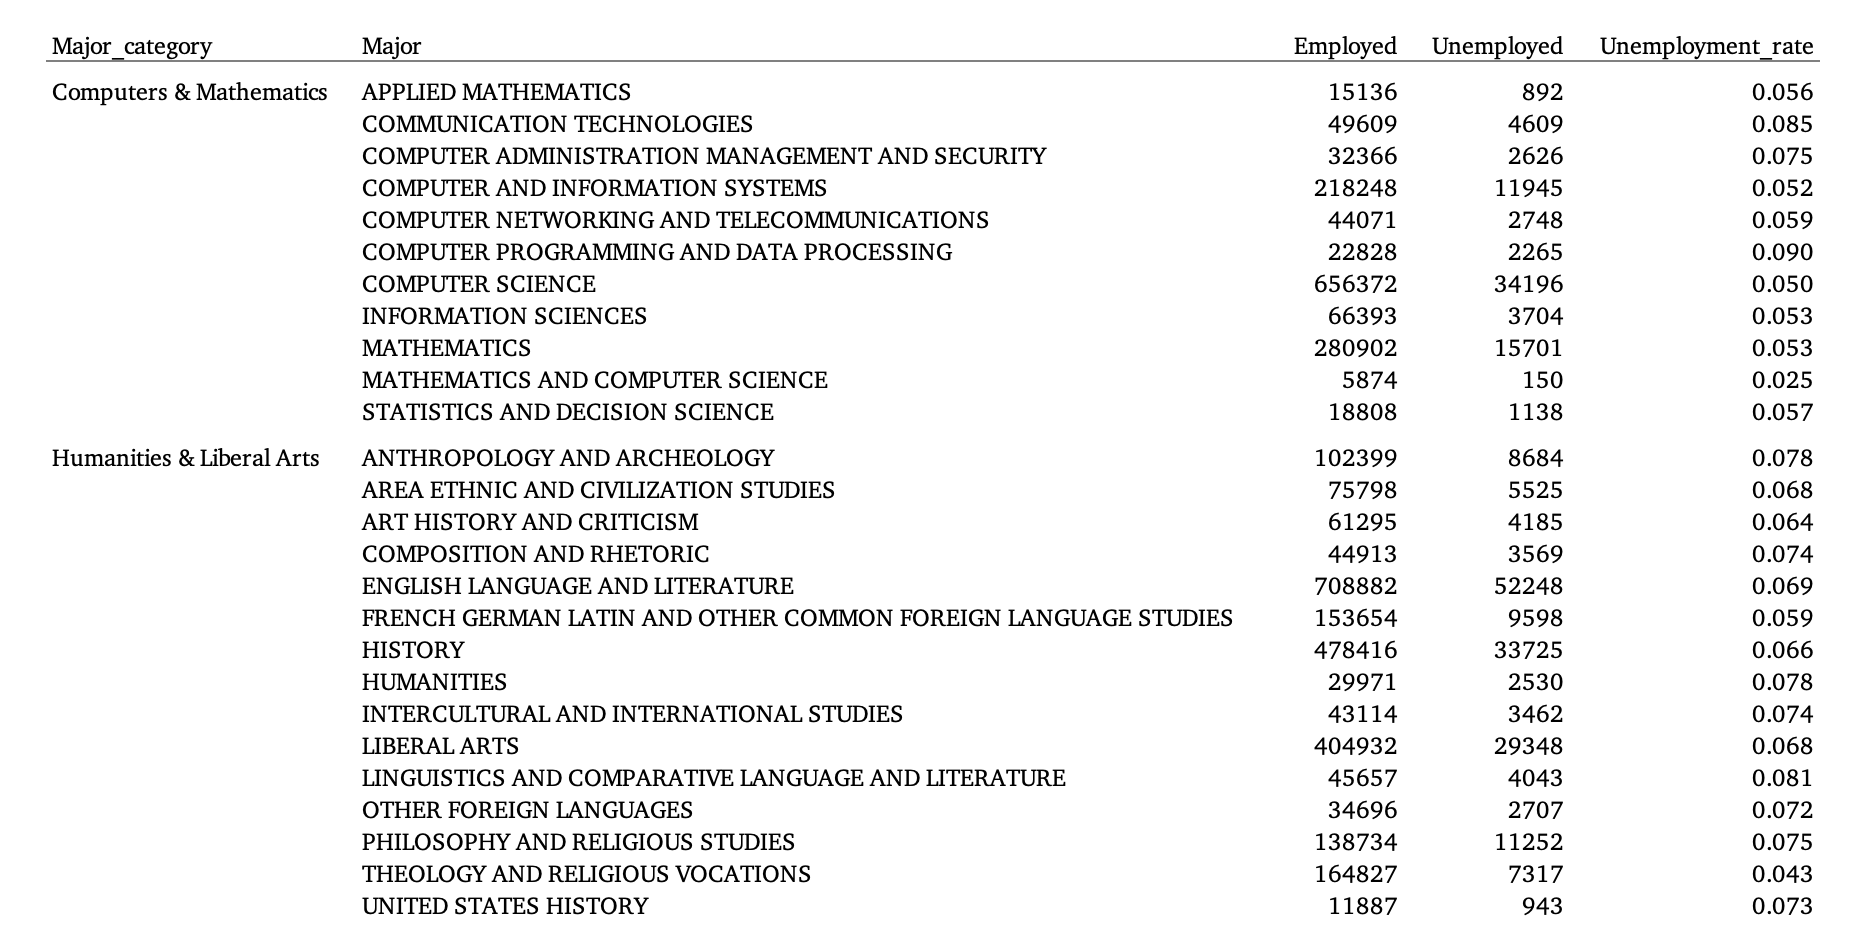 Major_category Major Employed Unemployed Unemployment_rate
Computers & Mathematics APPLIED MATHEMATICS 15136 892 0.056
COMMUNICATION TECHNOLOGIES 49609 4609 0.085
COMPUTER ADMINISTRATION MANAGEMENT AND SECURITY 32366 2626 0.075
COMPUTER AND INFORMATION SYSTEMS 218248 11945 0.052
COMPUTER NETWORKING AND TELECOMMUNICATIONS 44071 2748 0.059
COMPUTER PROGRAMMING AND DATA PROCESSING 22828 2265 0.090
COMPUTER SCIENCE 656372 34196 0.050
INFORMATION SCIENCES 66393 3704 0.053
MATHEMATICS 280902 15701 0.053
MATHEMATICS AND COMPUTER SCIENCE 5874 150 0.025
STATISTICS AND DECISION SCIENCE 18808 1138 0.057
Humanities & Liberal Arts ANTHROPOLOGY AND ARCHEOLOGY 102399 8684 0.078
AREA ETHNIC AND CIVILIZATION STUDIES 75798 5525 0.068
ART HISTORY AND CRITICISM 61295 4185 0.064
COMPOSITION AND RHETORIC 44913 3569 0.074
ENGLISH LANGUAGE AND LITERATURE 708882 52248 0.069
FRENCH GERMAN LATIN AND OTHER COMMON FOREIGN LANGUAGE STUDIES 153654 9598 0.059
HISTORY 478416 33725 0.066
HUMANITIES 29971 2530 0.078
INTERCULTURAL AND INTERNATIONAL STUDIES 43114 3462 0.074
LIBERAL ARTS 404932 29348 0.068
LINGUISTICS AND COMPARATIVE LANGUAGE AND LITERATURE 45657 4043 0.081
OTHER FOREIGN LANGUAGES 34696 2707 0.072
PHILOSOPHY AND RELIGIOUS STUDIES 138734 11252 0.075
THEOLOGY AND RELIGIOUS VOCATIONS 164827 7317 0.043
UNITED STATES HISTORY 11887 943 0.073